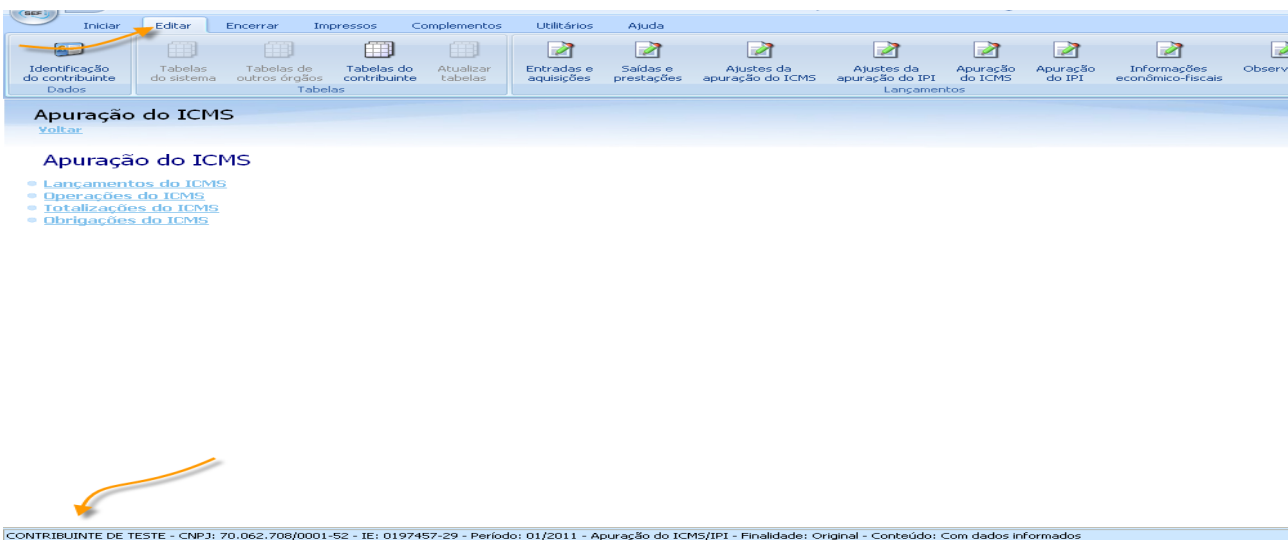 GEF
Iniciar Editar Encerrar Impressos Complementos Utilitários Ajuda
Identificação do contribuinte
Tabelas do sistema
Tabelas de outros órgãos
Tabelas do contribuinte
Atualizar tabelas
Entradas e aquisições
Saídas e prestações
Ajustes da apuração do ICMS
Ajustes da apuração do IPI
Apuração do ICMS
Apuração do IPI
Informações econômico-fiscais
Observ
Dados Tabelas Lançamentos
Apuração do ICMS
Voltar
Apuração do ICMS
Lançamentos do ICMS
Operações do ICMS
Totalizações do ICMS
Obrigações do ICMS
CONTRIBUINTE DE TESTE - CNPJ: 70.062.708/0001-52 - IE: 0197457-29 - Período: 01/2011 - Apuração do ICMS/IPI - Finalidade: Original - Conteúdo: Com dados informados